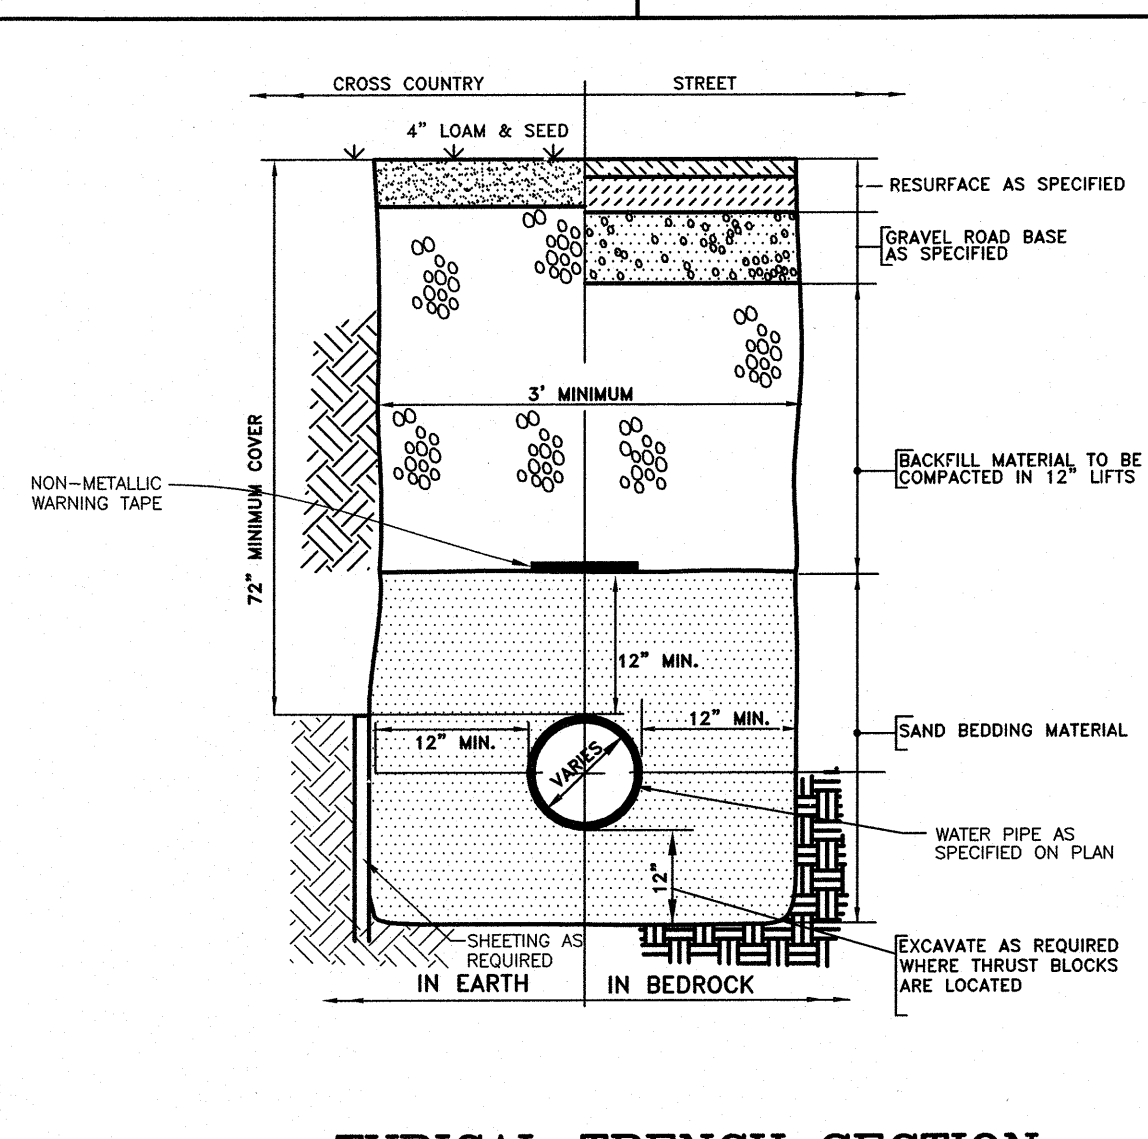 CROSS COUNTRY
STREET
4" LOAM & SEED
RESURFACE AS SPECIFIED
GRAVEL ROAD BASE
AS SPECIFIED
3' MINIMUM
72" MINIMUM COVER
NON-METALLIC
WARNING TAPE
BACKFILL MATERIAL TO BE
COMPACTED IN 12" LIFTS
12" MIN.
12" MIN.
12" MIN.
SAND BEDDING MATERIAL
VARIES
WATER PIPE AS
SPECIFIED ON PLAN
12"
SHEETING AS
REQUIRED
EXCAVATE AS REQUIRED
WHERE THRUST BLOCKS
ARE LOCATED
IN EARTH
IN BEDROCK
TYPICAL TRENCH SECTION